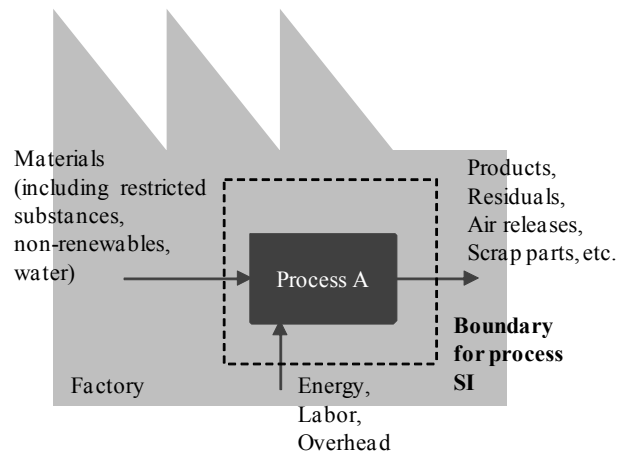 Materials
(including restricted
substances,
non-renewables,
water)
Products,
Residuals,
Air releases,
Scrap parts, etc.
Process A
Boundary
for process
SI
Factory
Energy,
Labor,
Overhead